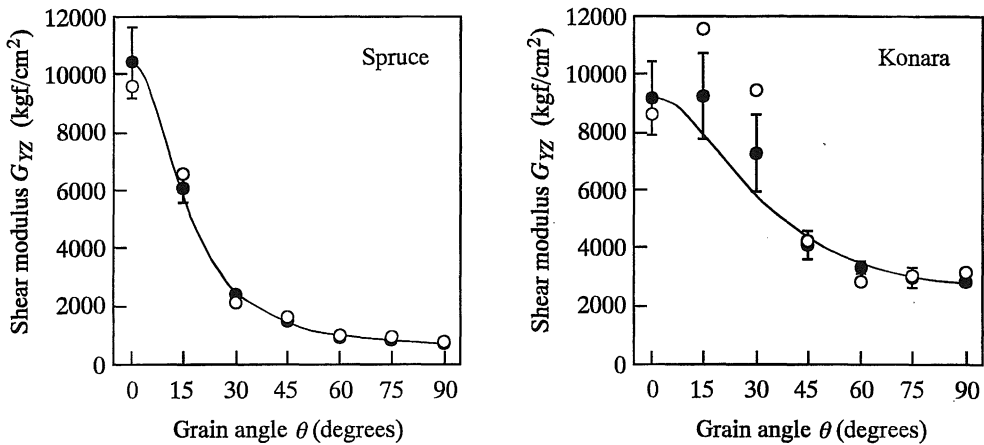 12000
10000
8000
6000
4000
2000
0
Shear modulus G_YZ (kgf/cm²)
Spruce
0 15 30 45 60 75 90
Grain angle θ (degrees)
12000
10000
8000
6000
4000
2000
0
Shear modulus G_YZ (kgf/cm²)
Konara
0 15 30 45 60 75 90
Grain angle θ (degrees)